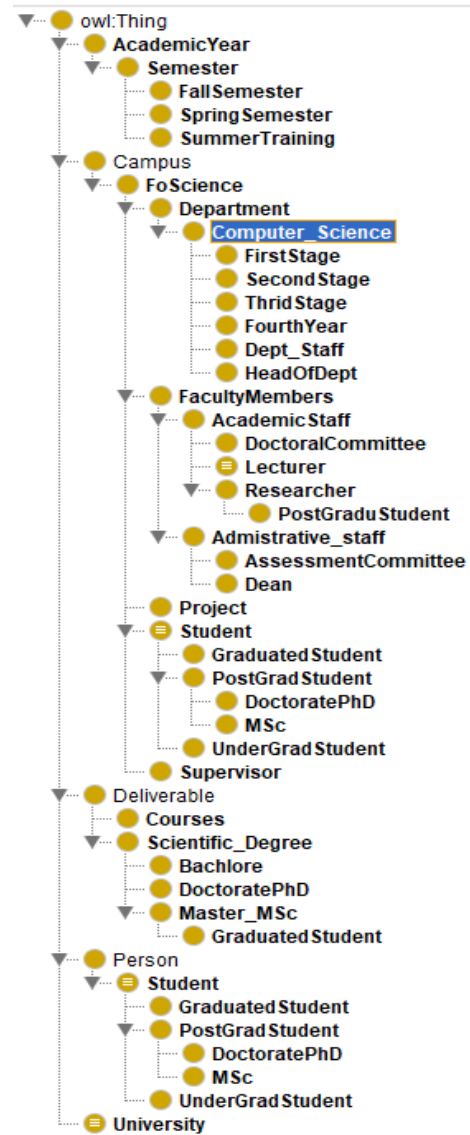 owl:Thing
AcademicYear
Semester
FallSemester
SpringSemester
SummerTraining
Campus
FoScience
Department
Computer_Science
FirstStage
SecondStage
ThridStage
FourthYear
Dept_Staff
HeadOfDept
FacultyMembers
AcademicStaff
DoctoralCommittee
Lecturer
Researcher
PostGraduStudent
Admistrative_staff
AssessmentCommittee
Dean
Project
Student
GraduatedStudent
PostGradStudent
DoctoratePhD
MSc
UnderGradStudent
Supervisor
Deliverable
Courses
Scientific_Degree
Bachlore
DoctoratePhD
Master_MSc
GraduatedStudent
Person
Student
GraduatedStudent
PostGradStudent
DoctoratePhD
MSc
UnderGradStudent
University